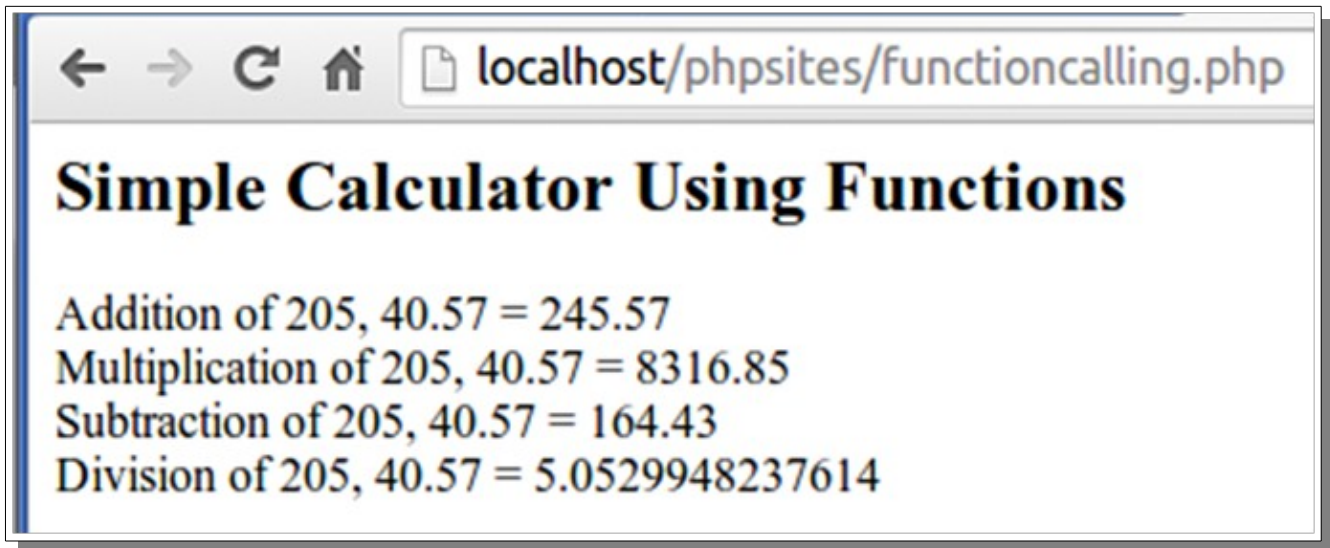 localhost/phpsites/functioncalling.php
Simple Calculator Using Functions
Addition of 205, 40.57 = 245.57
Multiplication of 205, 40.57 = 8316.85
Subtraction of 205, 40.57 = 164.43
Division of 205, 40.57 = 5.0529948237614